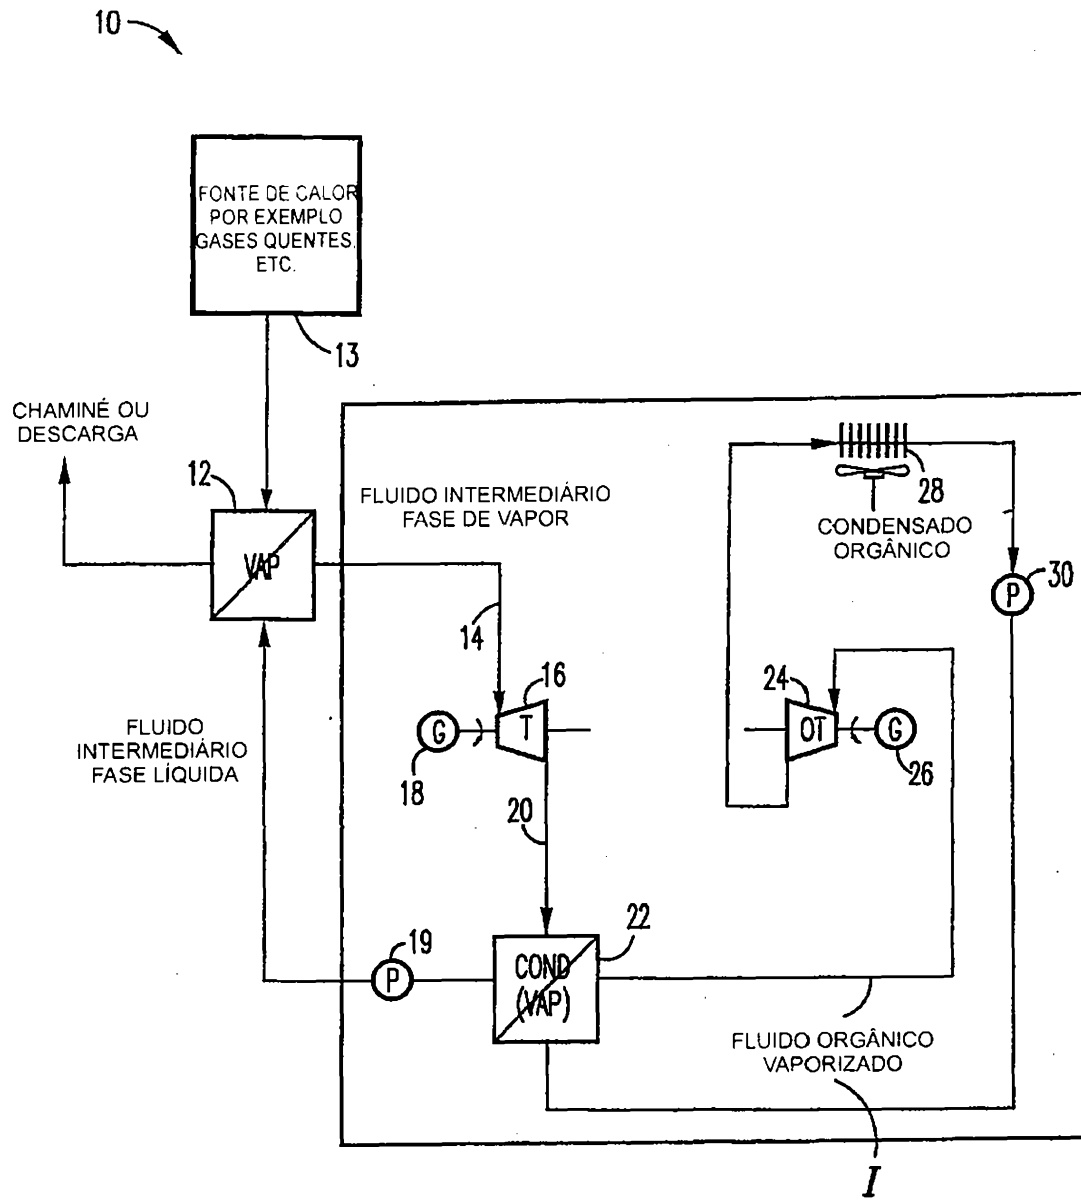 10
FONTE DE CALOR
POR EXEMPLO
GASES QUENTES,
ETC.
13
CHAMINÉ OU
DESCARGA
12
VAP
FLUIDO INTERMEDIÁRIO
FASE DE VAPOR
28
CONDENSADO
ORGÂNICO
P
30
14
16
T
G
18
24
OT
G
26
FLUIDO
INTERMEDIÁRIO
FASE LÍQUIDA
20
19
P
22
COND
(VAP)
FLUIDO ORGÂNICO
VAPORIZADO
I